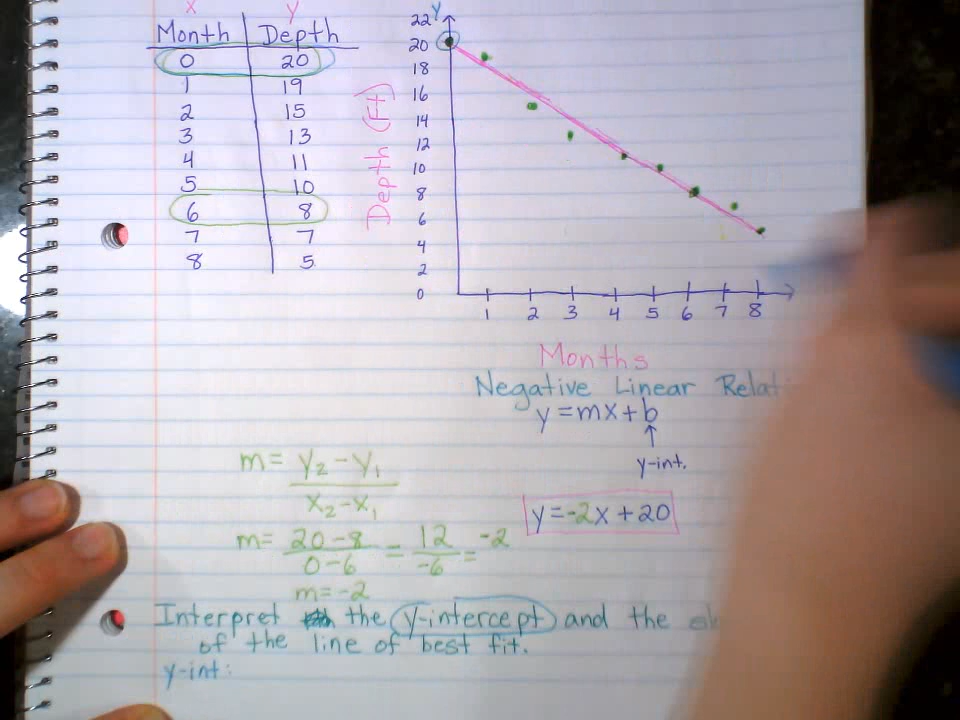 x y
Month Depth
0 20
1 19
2 15
3 13
4 11
5 10
6 8
7 7
8 5
Y
22
20
18
16
14
12
10
8
6
4
2
0
Depth (Ft)
1 2 3 4 5 6 7 8
Months
Negative Linear
y = mx + b
y-int.
m = y₂ - y₁
x₂ - x₁
y = -2x + 20
m = 20 - 8 = 12 = -2
0 - 6 -6
m = -2
Interpret the y-intercept and the
of the line of best fit.
y-int: